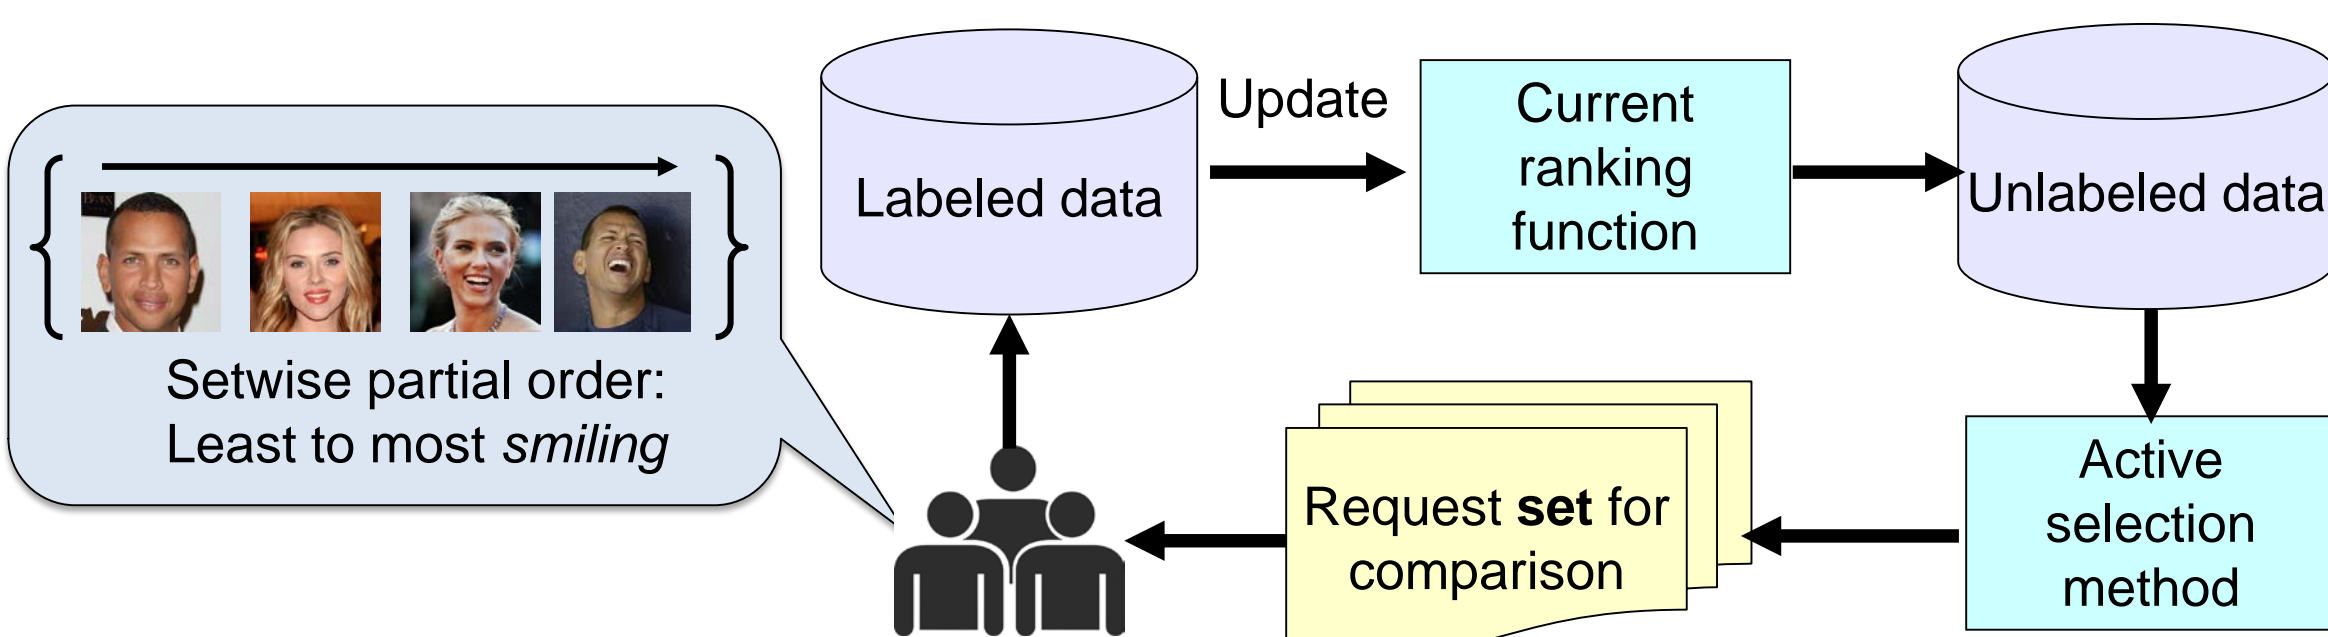 Setwise partial order:
Least to most smiling
Labeled data
Update
Current
ranking
function
Unlabeled data
Active
selection
method
Request set for
comparison